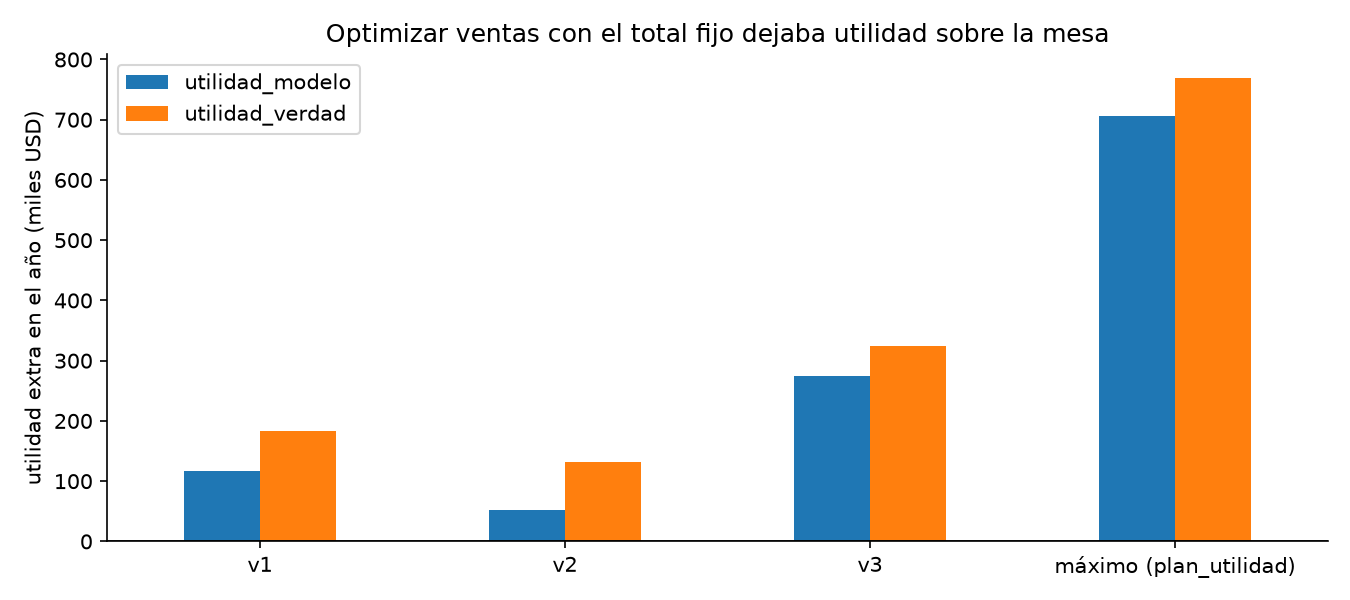 Optimizar ventas con el total fijo dejaba utilidad sobre la mesa
utilidad_modelo
utilidad_verdad
utilidad extra en el año (miles USD)
800
700
600
500
400
300
200
100
0
v1
v2
v3
máximo (plan_utilidad)